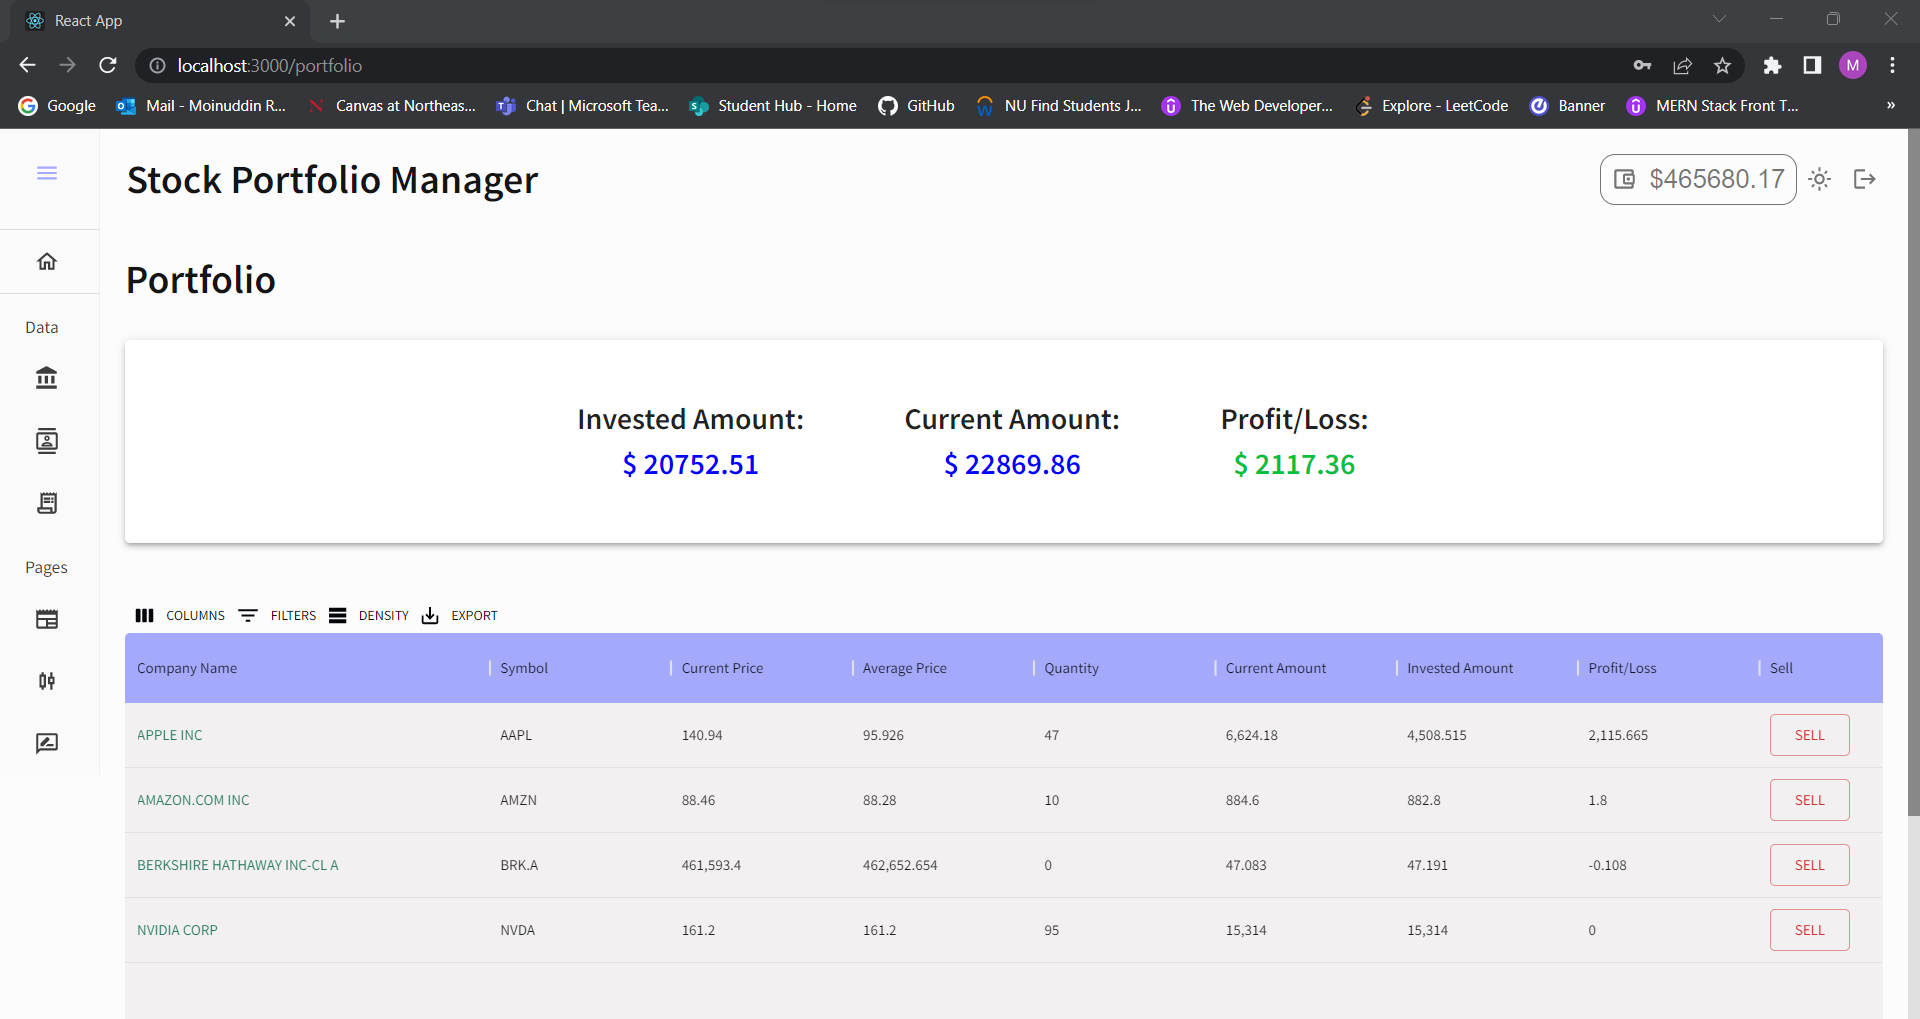 React App
localhost:3000/portfolio
M
Google Mail - Moinuddin R... Canvas at Northeas... Chat | Microsoft Tea... Student Hub - Home GitHub NU Find Students J... The Web Developer... Explore - LeetCode Banner MERN Stack Front T... »
Stock Portfolio Manager
$465680.17
Portfolio
Data
Invested Amount: Current Amount: Profit/Loss:
$ 20752.51 $ 22869.86 $ 2117.36
Pages
COLUMNS FILTERS DENSITY EXPORT
Company Name Symbol Current Price Average Price Quantity Current Amount Invested Amount Profit/Loss Sell
APPLE INC AAPL 140.94 95.926 47 6,624.18 4,508.515 2,115.665 SELL
AMAZON.COM INC AMZN 88.46 88.28 10 884.6 882.8 1.8 SELL
BERKSHIRE HATHAWAY INC-CL A BRK.A 461,593.4 462,652.654 0 47.083 47.191 -0.108 SELL
NVIDIA CORP NVDA 161.2 161.2 95 15,314 15,314 0 SELL